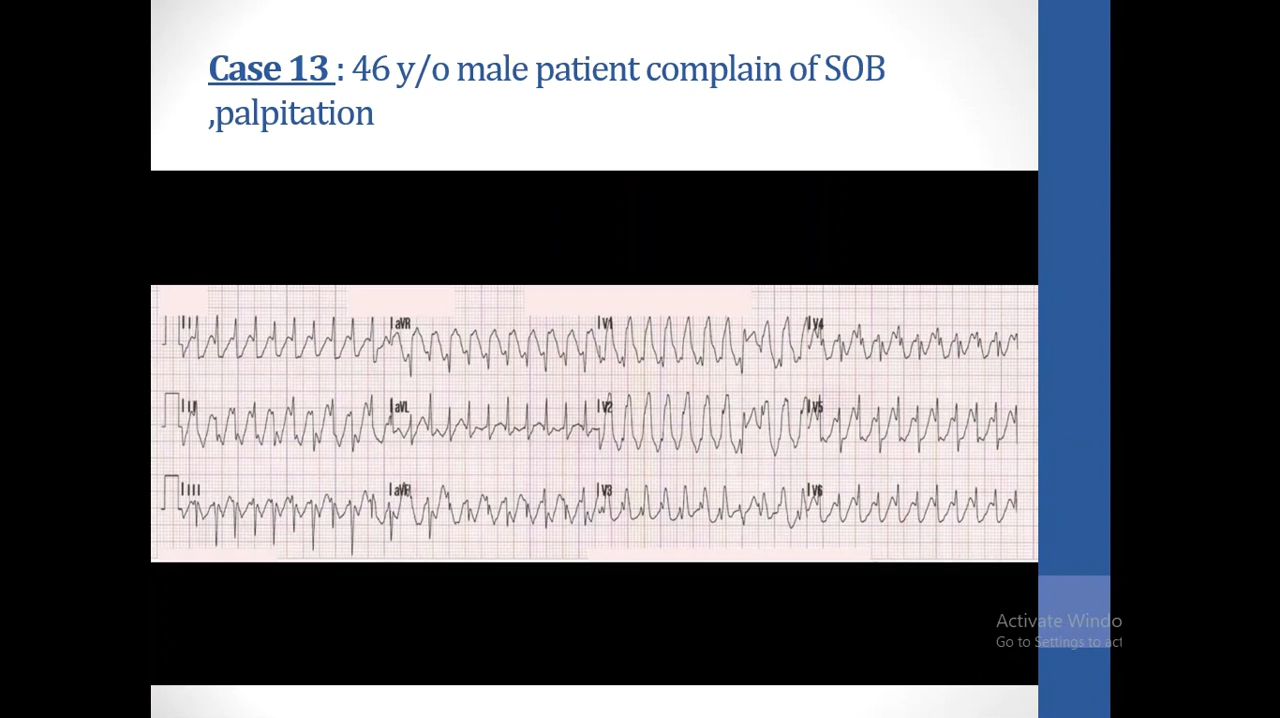 Case 13 : 46 y/o male patient complain of SOB
,palpitation
I aVR V1 V4
II aVL V2 V5
III aVF V3 V6
Activate Windo
Go to Settings to act